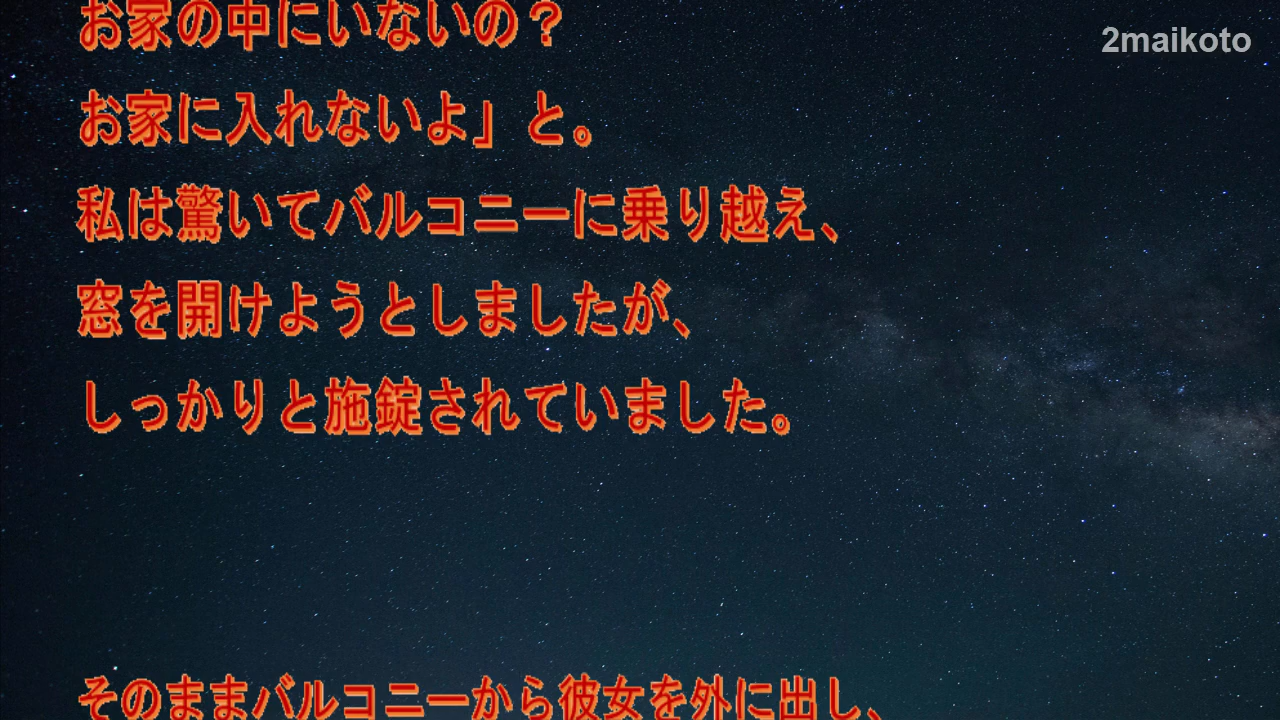 2maikoto
お家の中にいないの？
お家に入れないよ」と。
私は驚いてバルコニーに乗り越え、
窓を開けようとしましたが、
しっかりと施錠されていました。
そのままバルコニーから彼女を外に出し、